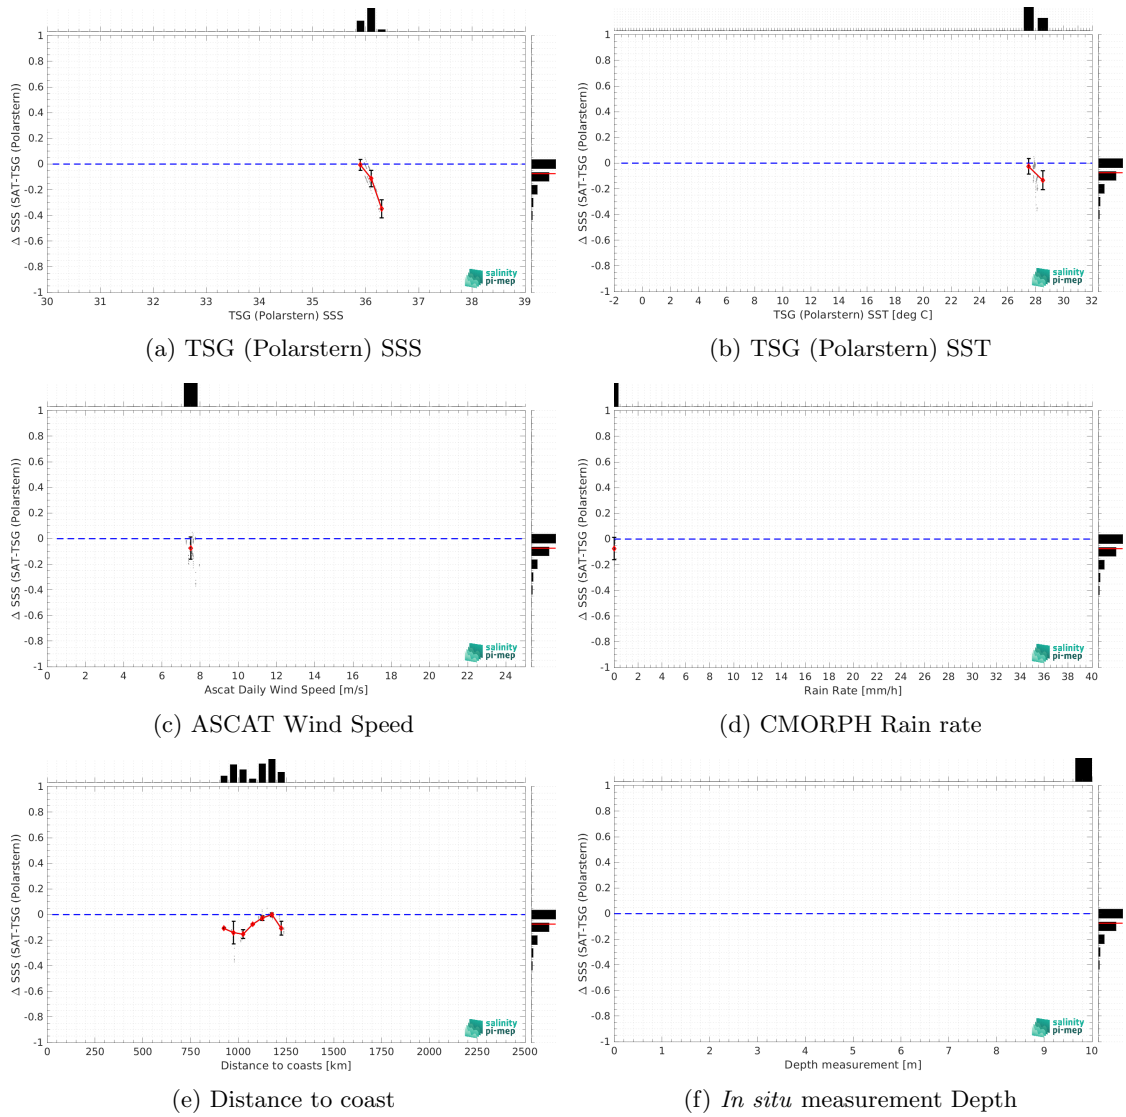 1
0.8
0.6
0.4
0.2
0
-0.2
-0.4
-0.6
-0.8
-1
Δ SSS (SAT-TSG (Polarstern))
30 31 32 33 34 35 36 37 38 39
TSG (Polarstern) SSS
salinity
pi-mep
(a) TSG (Polarstern) SSS
1
0.8
0.6
0.4
0.2
0
-0.2
-0.4
-0.6
-0.8
-1
Δ SSS (SAT-TSG (Polarstern))
-2 0 2 4 6 8 10 12 14 16 18 20 22 24 26 28 30 32
TSG (Polarstern) SST [deg C]
salinity
pi-mep
(b) TSG (Polarstern) SST
1
0.8
0.6
0.4
0.2
0
-0.2
-0.4
-0.6
-0.8
-1
Δ SSS (SAT-TSG (Polarstern))
0 2 4 6 8 10 12 14 16 18 20 22 24
Ascat Daily Wind Speed [m/s]
salinity
pi-mep
(c) ASCAT Wind Speed
1
0.8
0.6
0.4
0.2
0
-0.2
-0.4
-0.6
-0.8
-1
Δ SSS (SAT-TSG (Polarstern))
0 2 4 6 8 10 12 14 16 18 20 22 24 26 28 30 32 34 36 38 40
Rain Rate [mm/h]
salinity
pi-mep
(d) CMORPH Rain rate
1
0.8
0.6
0.4
0.2
0
-0.2
-0.4
-0.6
-0.8
-1
Δ SSS (SAT-TSG (Polarstern))
0 250 500 750 1000 1250 1500 1750 2000 2250 2500
Distance to coasts [km]
salinity
pi-mep
(e) Distance to coast
1
0.8
0.6
0.4
0.2
0
-0.2
-0.4
-0.6
-0.8
-1
Δ SSS (SAT-TSG (Polarstern))
0 1 2 3 4 5 6 7 8 9 10
Depth measurement [m]
salinity
pi-mep
(f) In situ measurement Depth